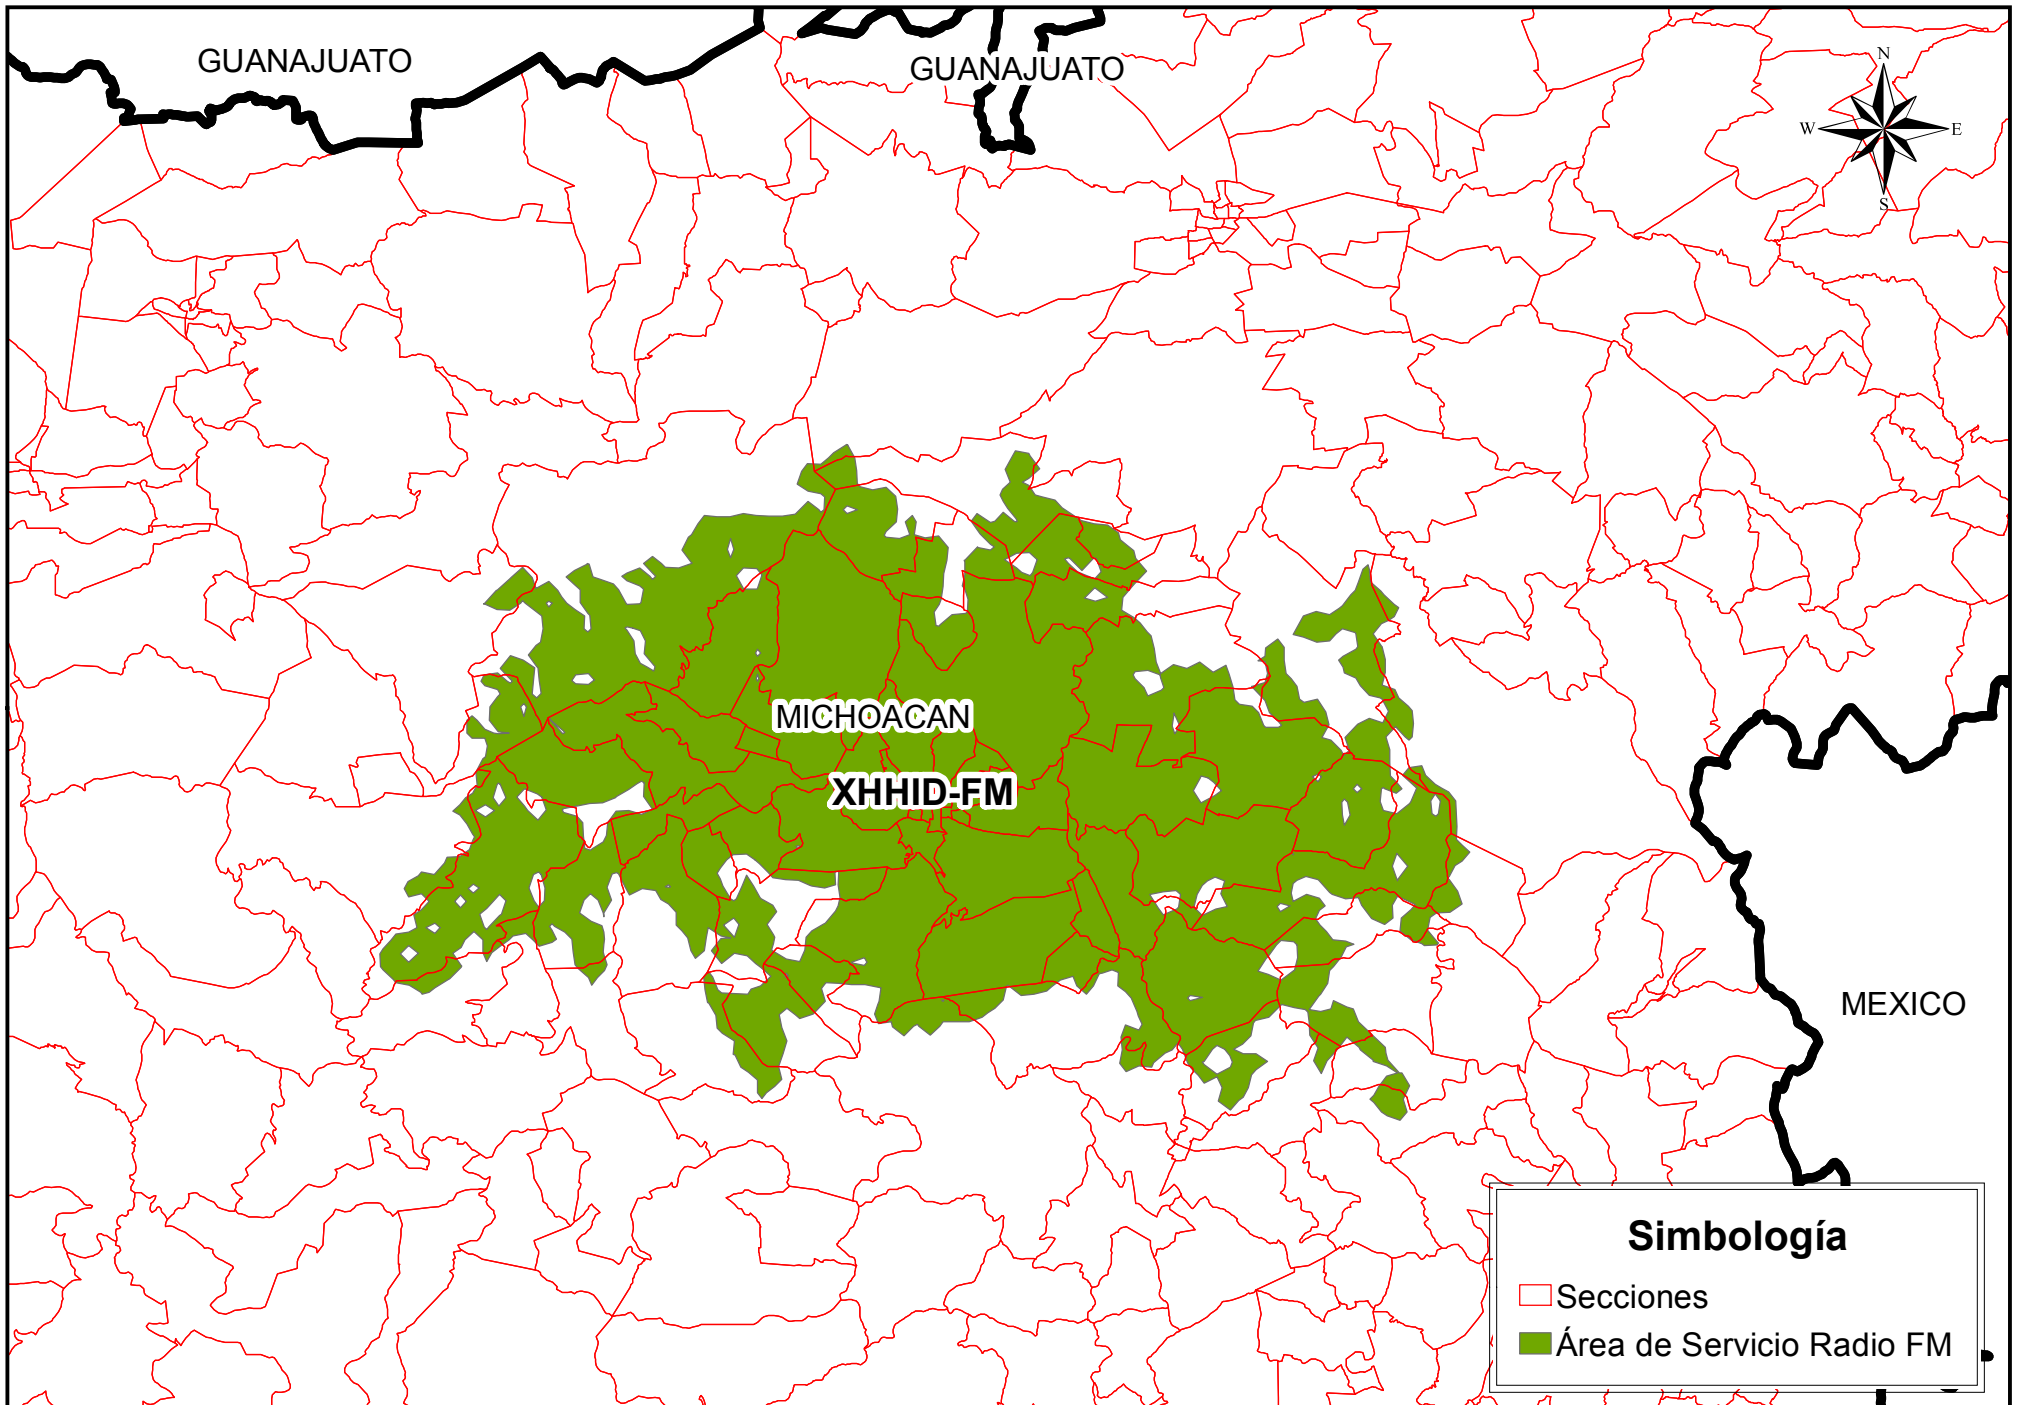 GUANAJUATO
GUANAJUATO
N
W
E
S
MICHOACAN
XHHID-FM
MEXICO
Simbología
Secciones
Área de Servicio Radio FM